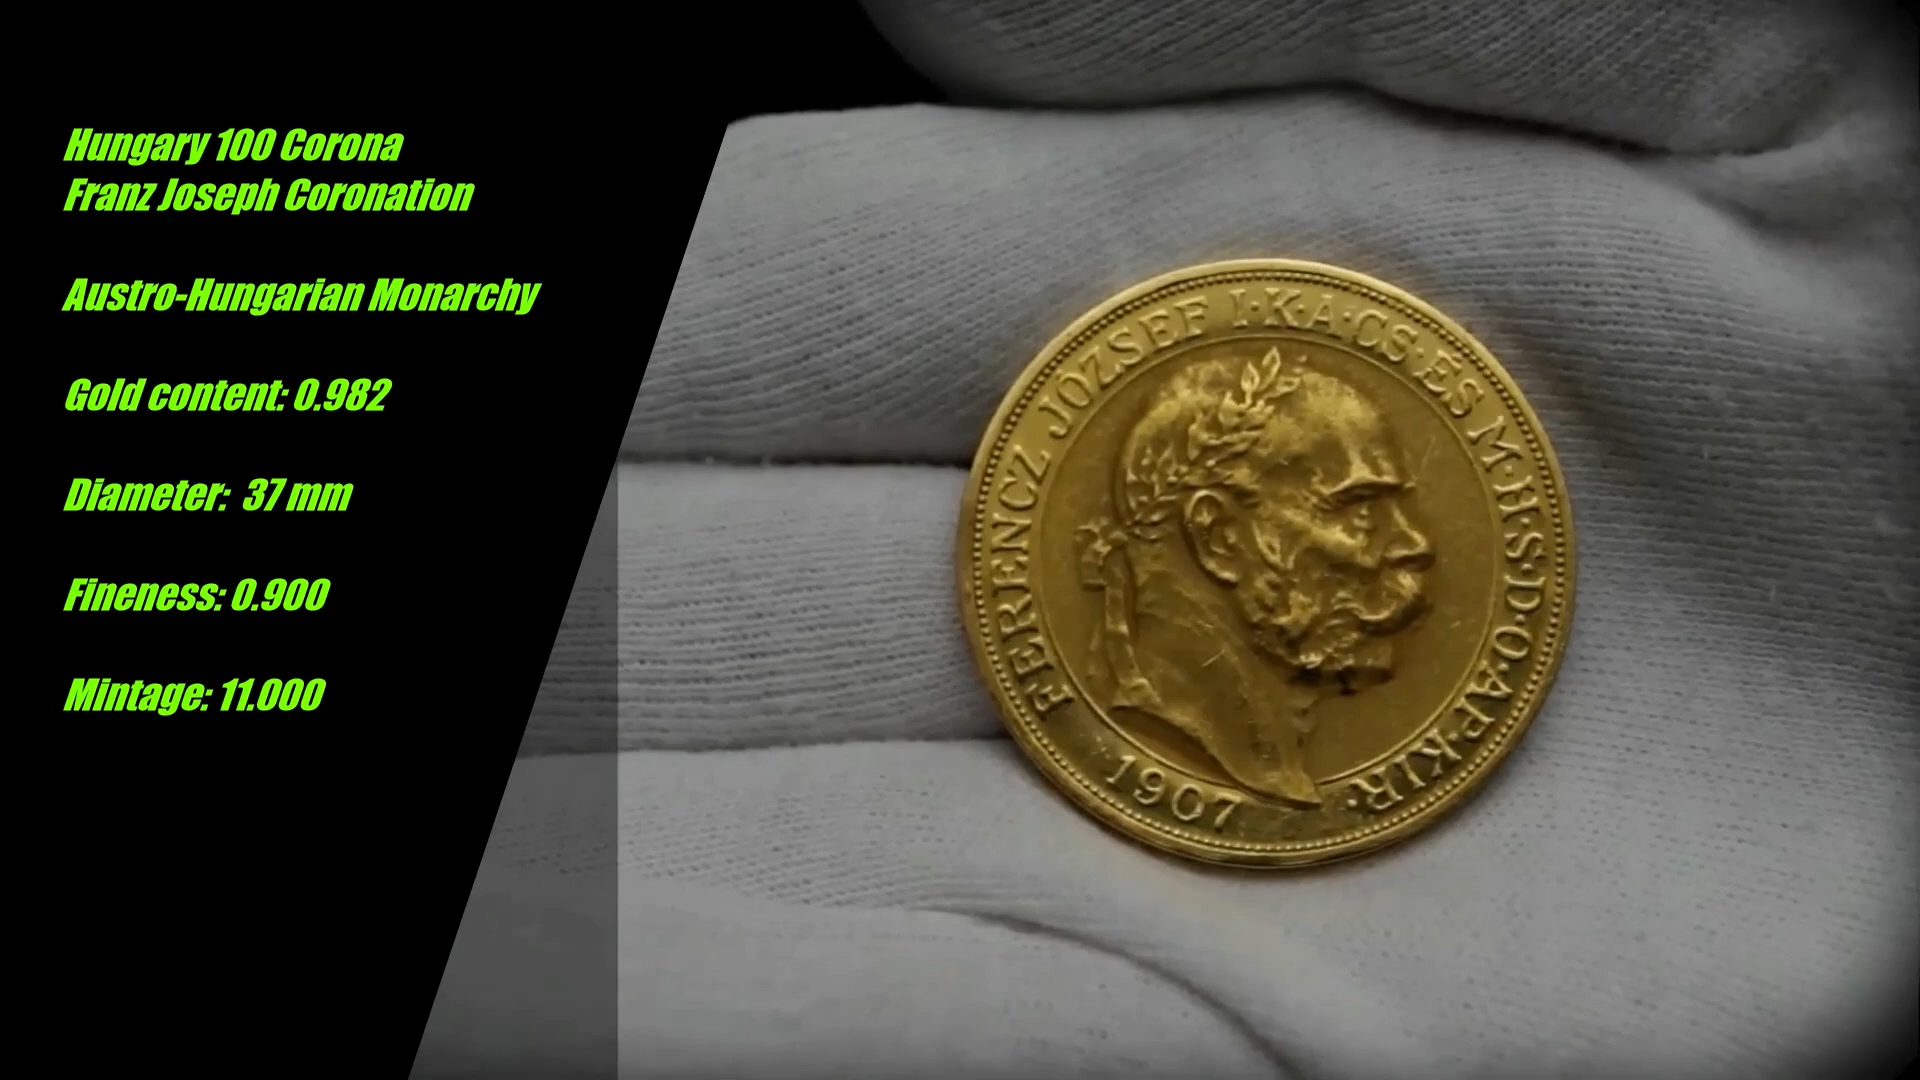 Hungary 100 Corona
Franz Joseph Coronation
Austro-Hungarian Monarchy
Gold content: 0.982
Diameter: 37 mm
Fineness: 0.900
Mintage: 11.000
FERENCZ JÓZSEF I·K·A·CS·ÉS M·H·S·D·O·AP·KIR·
1907